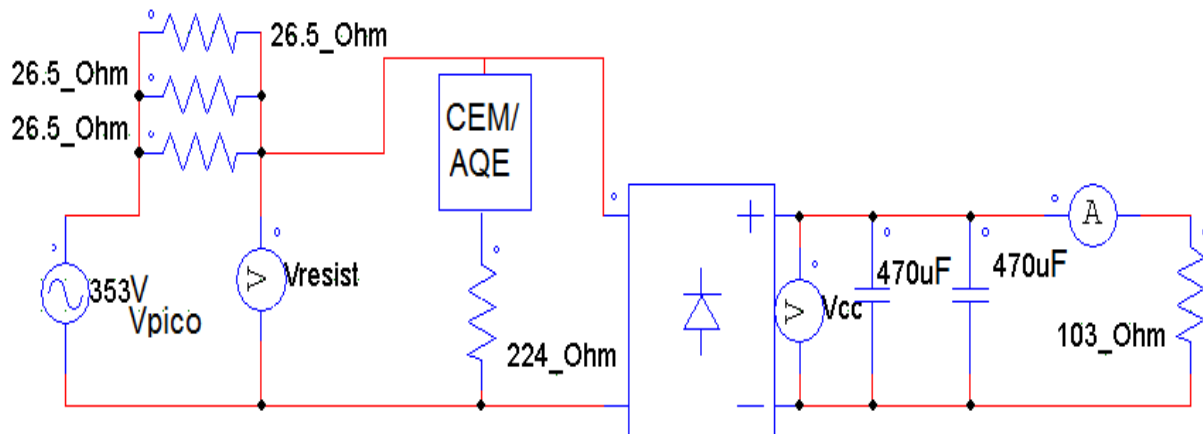 26.5_Ohm
26.5_Ohm
26.5_Ohm
CEM/
AQE
353V
Vpico
V
Vresist
224_Ohm
+
−
V
Vcc
470uF
470uF
A
103_Ohm